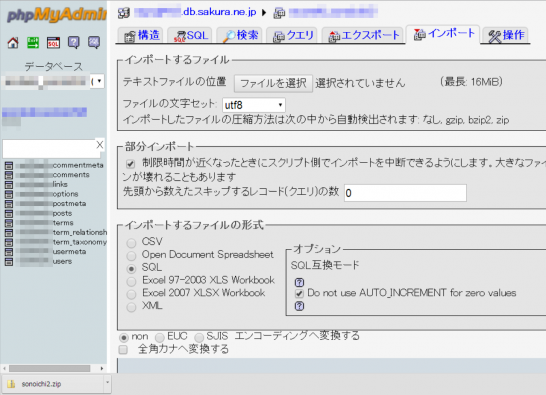 phpMyAdmin
.db.sakura.ne.jp
構造 SQL 検索 クエリ エクスポート インポート 操作
データベース
インポートするファイル
テキストファイルの位置 ファイルを選択 選択されていません (最長: 16MiB)
ファイルの文字セット: utf8
インポートしたファイルの圧縮方法は次の中から自動検出されます: なし, gzip, bzip2, zip
部分インポート
制限時間が近くなったときにスクリプト側でインポートを中断できるようにします。大きなファイ
ンが壊れることもあります
先頭から数えたスキップするレコード(クエリ)の数 0
commentmeta
comments
links
options
postmeta
posts
terms
term_relationsh
term_taxonomy
usermeta
users
インポートするファイルの形式
CSV
Open Document Spreadsheet
SQL
Excel 97-2003 XLS Workbook
Excel 2007 XLSX Workbook
XML
オプション
SQL互換モード
Do not use AUTO_INCREMENT for zero values
non EUC SJIS エンコーディングへ変換する
全角カナへ変換する
sonoichi2.zip